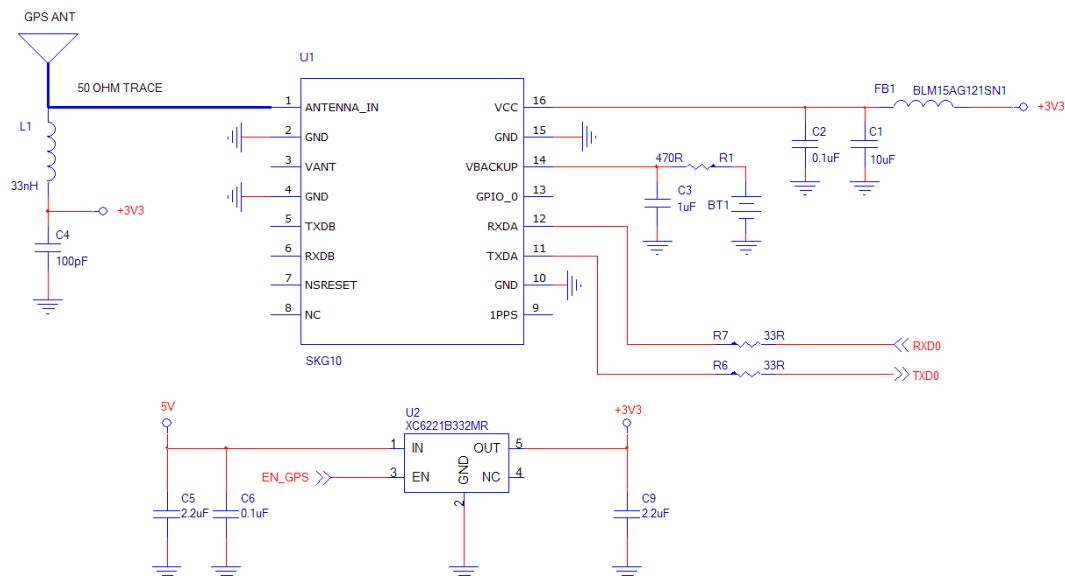 GPS ANT
50 OHM TRACE
L1
33nH
+3V3
C4
100pF
U1
1 ANTENNA_IN
2 GND
3 VANT
4 GND
5 TXDB
6 RXDB
7 NSRESET
8 NC
VCC 16
GND 15
VBACKUP 14
GPIO_0 13
RXDA 12
TXDA 11
GND 10
1PPS 9
SKG10
FB1 BLM15AG121SN1
+3V3
C2
0.1uF
C1
10uF
470R R1
C3
1uF
BT1
R7 33R RXD0
R6 33R TXD0
5V
U2
XC6221B332MR
+3V3
1 IN OUT 5
EN_GPS 3 EN NC 4
GND
2
C5
2.2uF
C6
0.1uF
C9
2.2uF